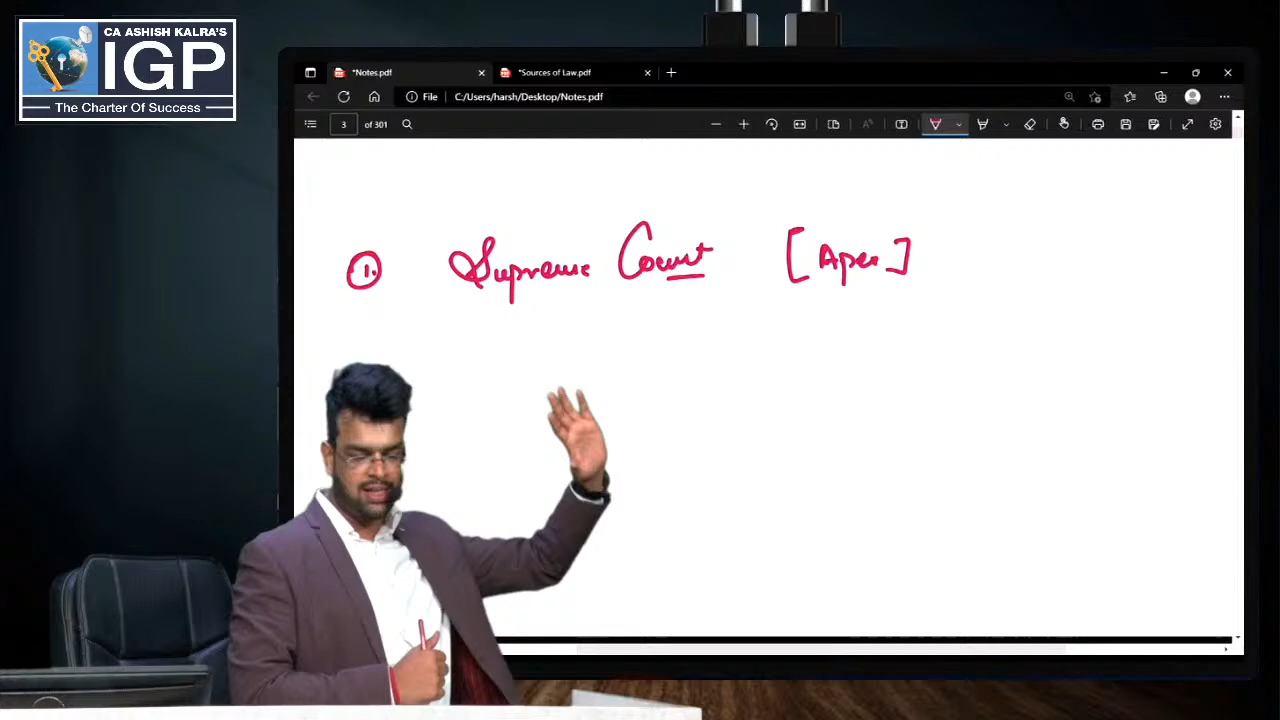 CA ASHISH KALRA'S
IGP
The Charter Of Success
*Notes.pdf
*Sources of Law.pdf
File
C:/Users/harsh/Desktop/Notes.pdf
3 of 301
1. Supreme Court [Apex]